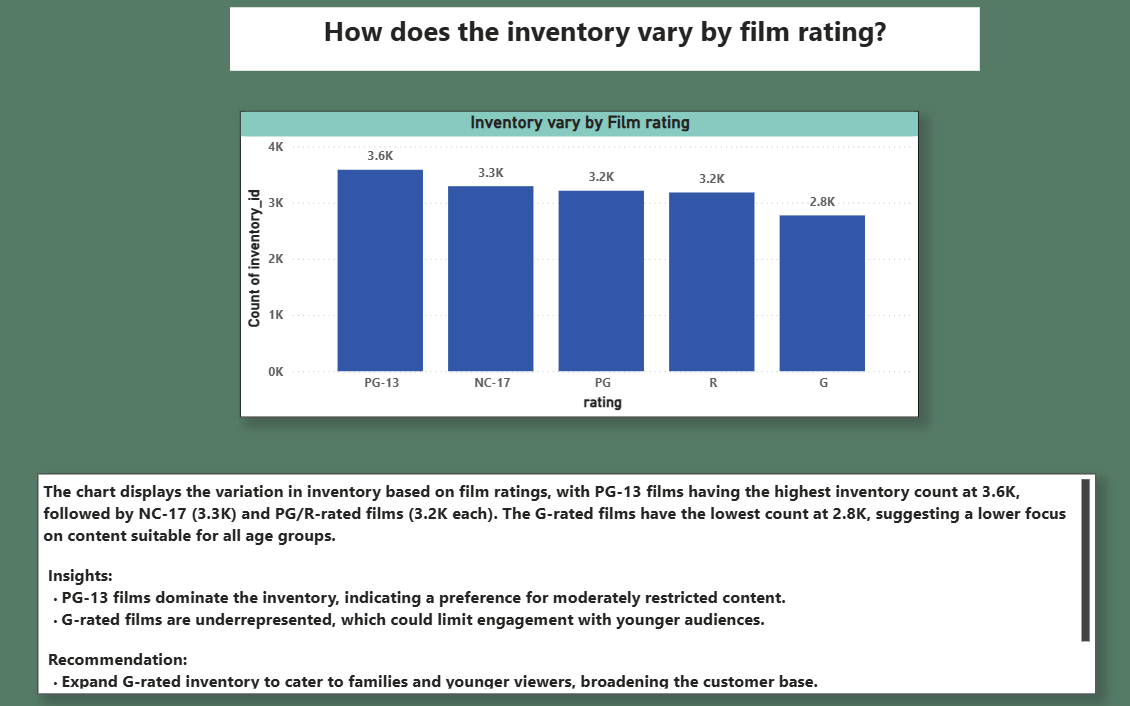 How does the inventory vary by film rating?
Inventory vary by Film rating
Count of inventory_id
4K
3K
2K
1K
0K
3.6K
3.3K
3.2K
3.2K
2.8K
PG-13
NC-17
PG
R
G
rating
The chart displays the variation in inventory based on film ratings, with PG-13 films having the highest inventory count at 3.6K,
followed by NC-17 (3.3K) and PG/R-rated films (3.2K each). The G-rated films have the lowest count at 2.8K, suggesting a lower focus
on content suitable for all age groups.
Insights:
· PG-13 films dominate the inventory, indicating a preference for moderately restricted content.
· G-rated films are underrepresented, which could limit engagement with younger audiences.
Recommendation:
· Expand G-rated inventory to cater to families and younger viewers, broadening the customer base.